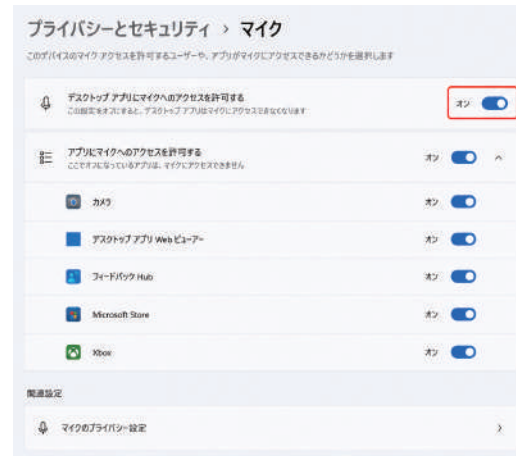 プライバシーとセキュリティ › マイク
このデバイスのマイク アクセスを許可するユーザーや、アプリがマイクにアクセスできるかどうかを選択します
デスクトップ アプリにマイクへのアクセスを許可する
オン
この設定をオフにすると、デスクトップ アプリはマイクにアクセスできなくなります
アプリにマイクへのアクセスを許可する
オン
ここでオフになっているアプリは、マイクにアクセスできません
カメラ
オン
デスクトップ アプリ Web ビューアー
オン
フィードバック Hub
オン
Microsoft Store
オン
Xbox
オン
関連設定
マイクのプライバシー設定